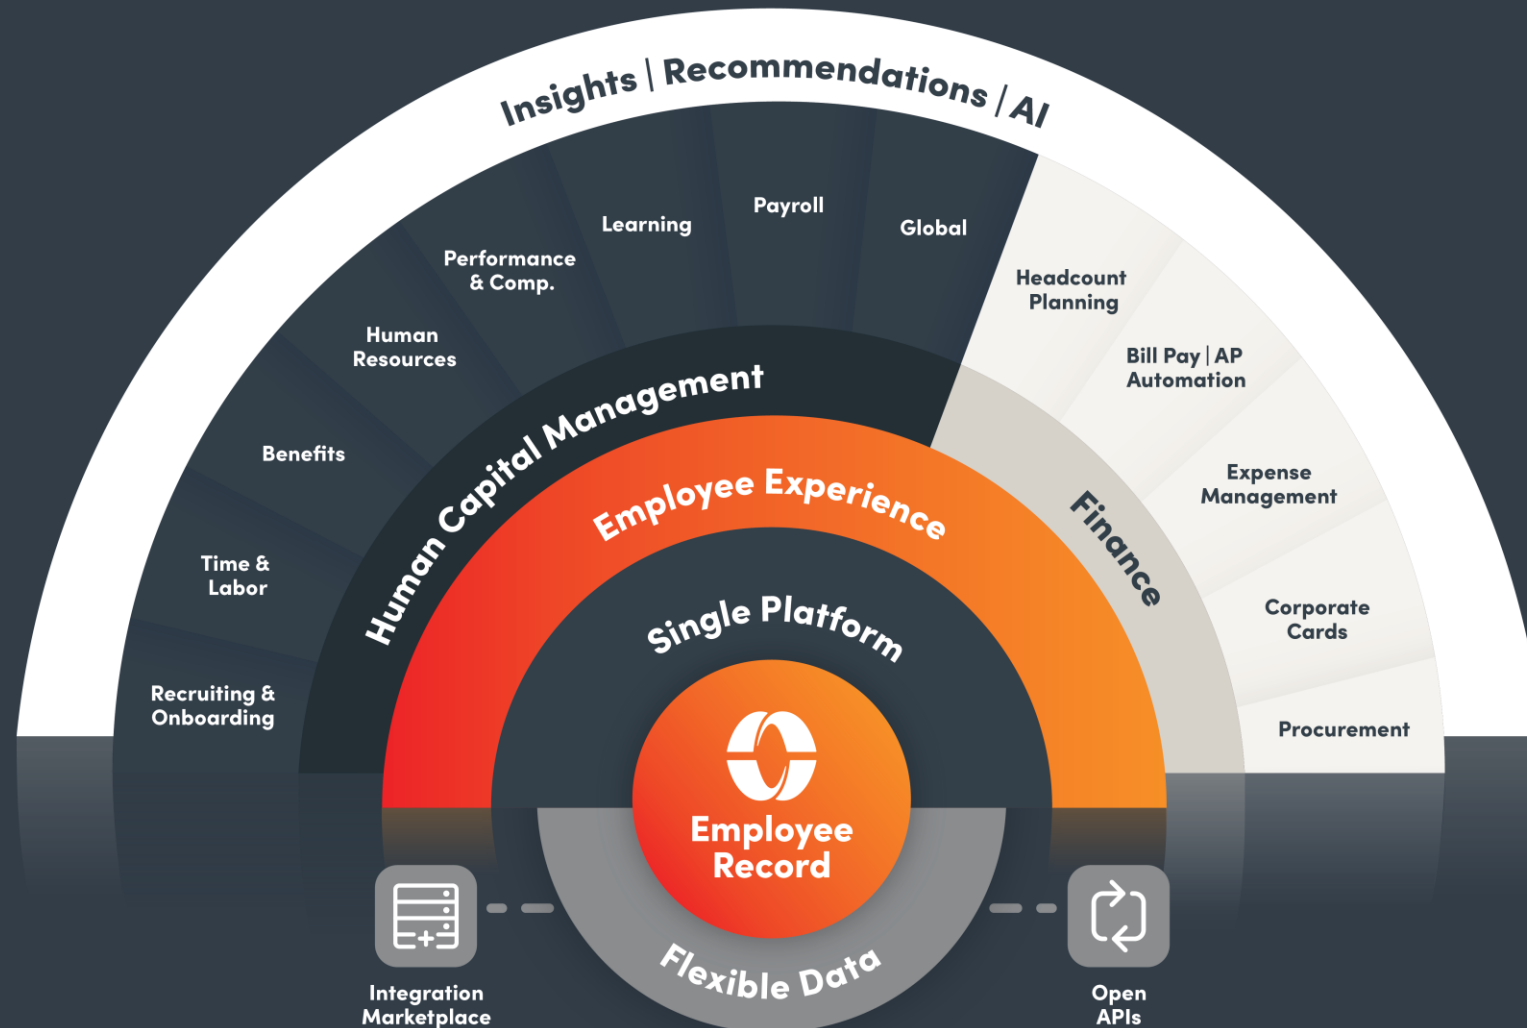 Insights | Recommendations | AI
Recruiting &
Onboarding
Time &
Labor
Benefits
Human
Resources
Performance
& Comp.
Learning
Payroll
Global
Headcount
Planning
Bill Pay | AP
Automation
Expense
Management
Corporate
Cards
Procurement
Human Capital Management
Finance
Employee Experience
Single Platform
Employee
Record
Flexible Data
Integration
Marketplace
Open
APIs